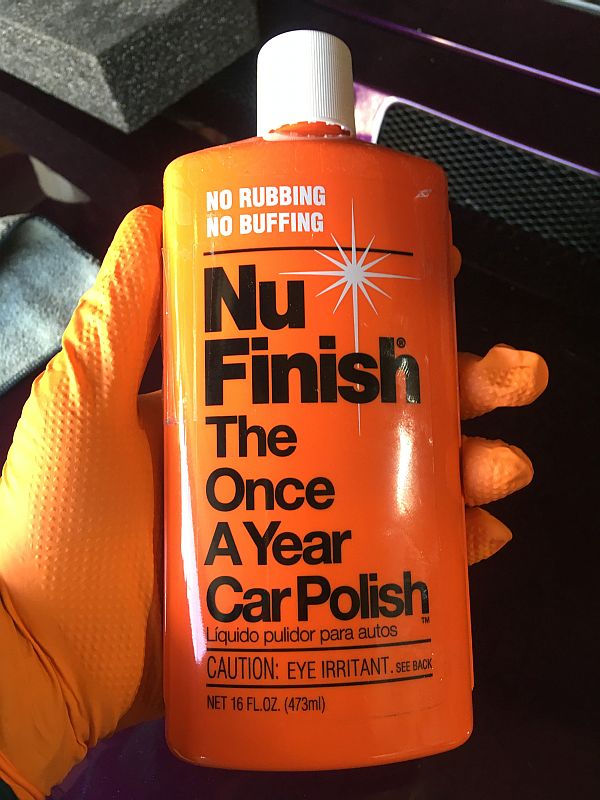 NO RUBBING
NO BUFFING
Nu
Finish®
The
Once
A Year
Car Polish™
Líquido pulidor para autos
CAUTION: EYE IRRITANT. SEE BACK
NET 16 FL.OZ. (473ml)